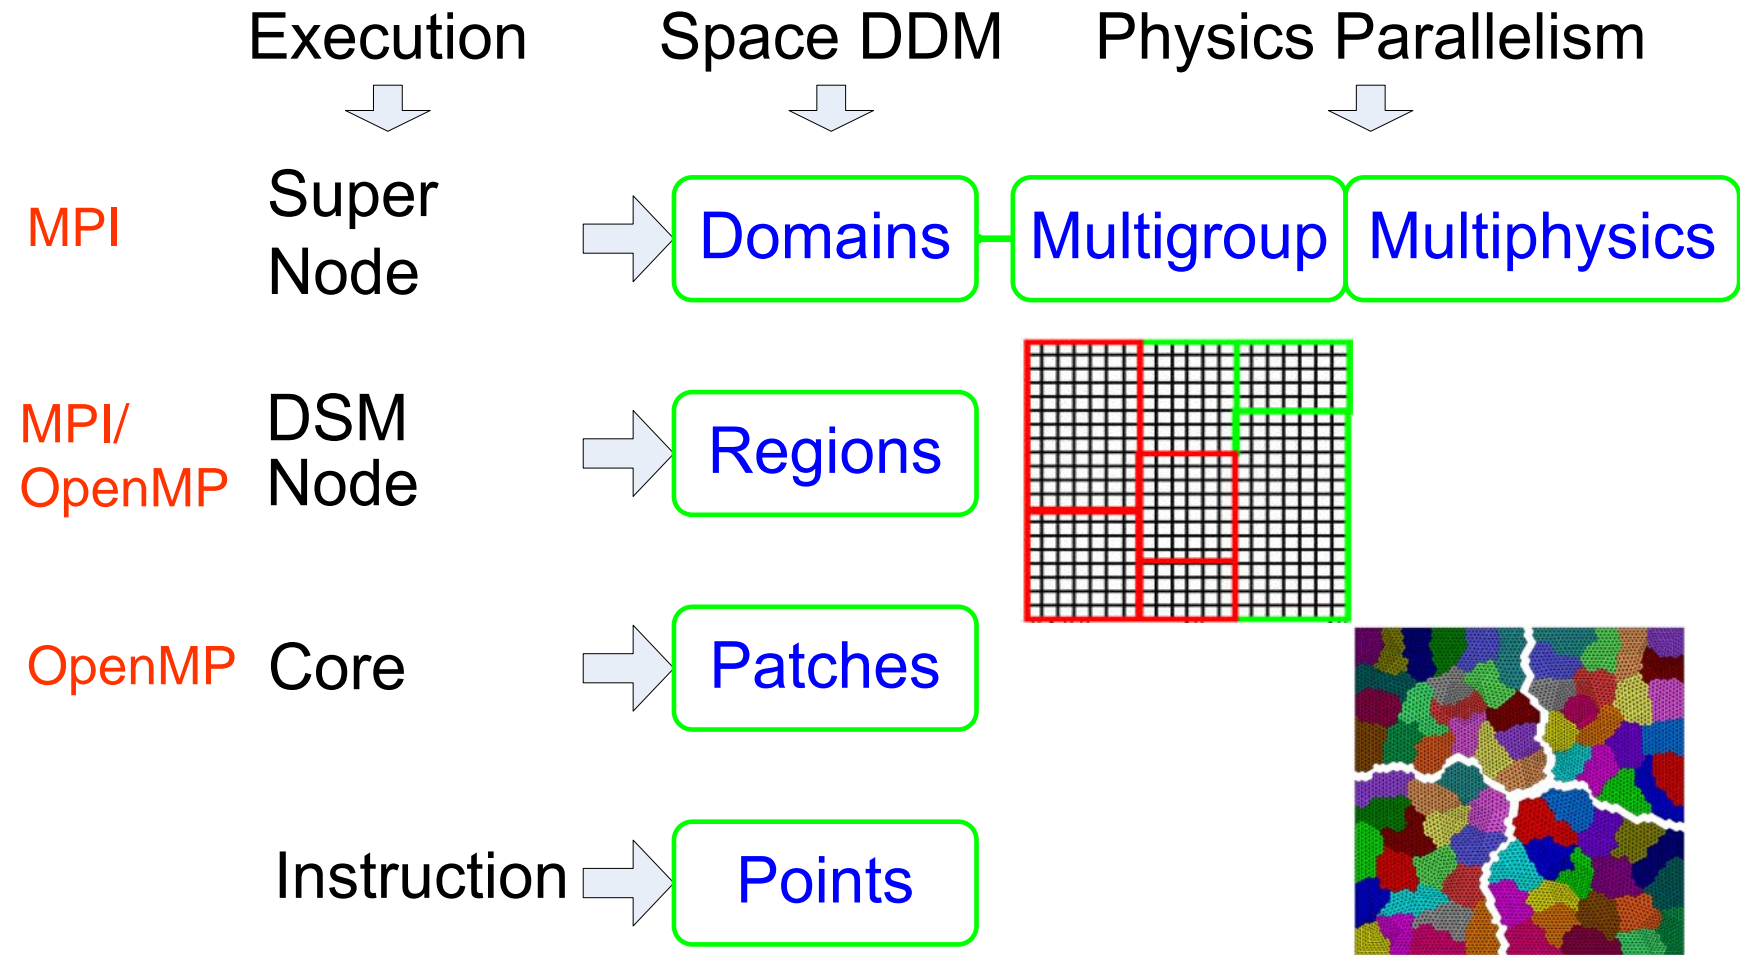 Execution
Space DDM
Physics Parallelism
MPI
Super
Node
Domains
Multigroup
Multiphysics
MPI/
OpenMP
DSM
Node
Regions
OpenMP
Core
Patches
Instruction
Points